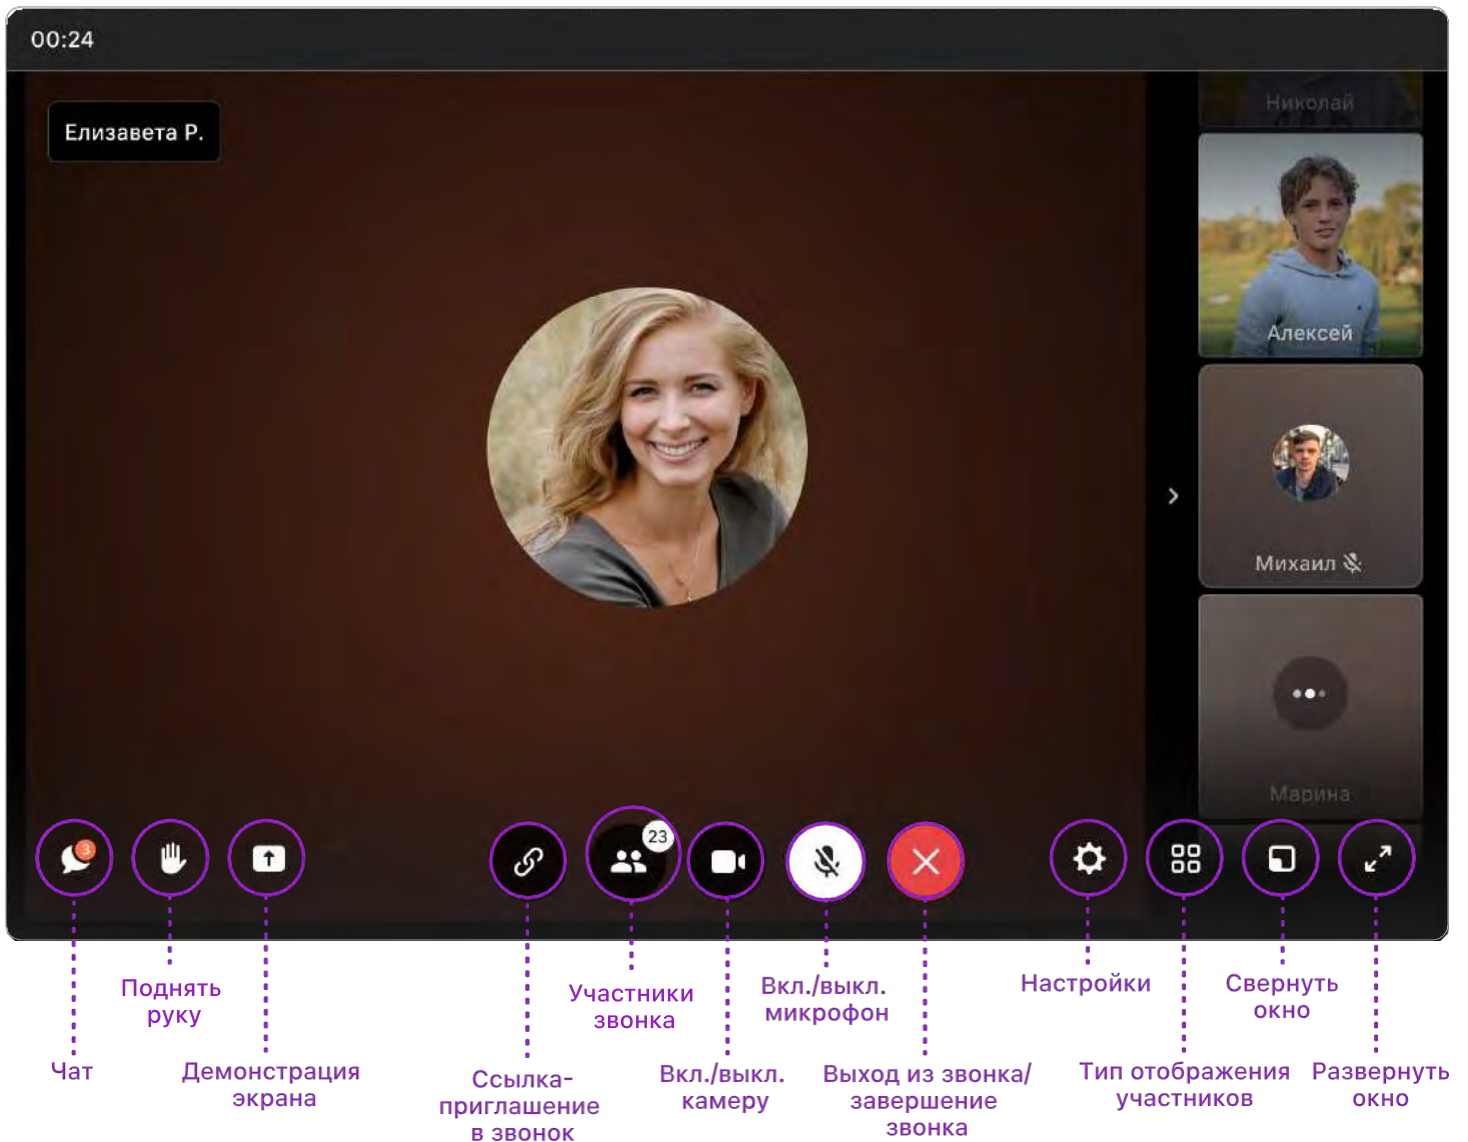 00:24
Елизавета Р.
Николай
Алексей
Михаил
Марина
3
23
Чат
Поднять
руку
Демонстрация
экрана
Ссылка-
приглашение
в звонок
Участники
звонка
Вкл./выкл.
камеру
Вкл./выкл.
микрофон
Выход из звонка/
завершение
звонка
Настройки
Тип отображения
участников
Свернуть
окно
Развернуть
окно